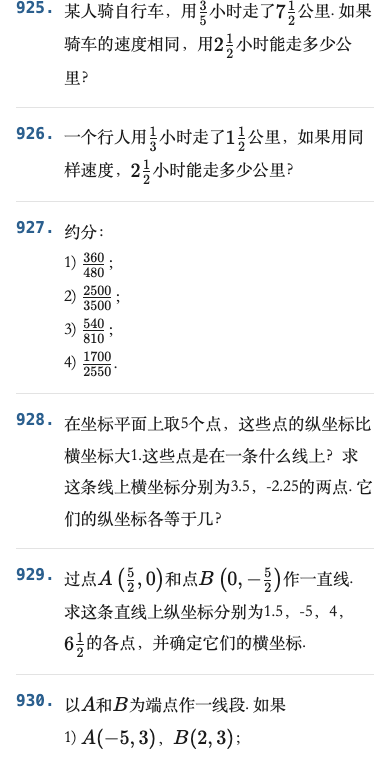 925. 某人骑自行车，用3/5小时走了7 1/2公里. 如果
骑车的速度相同，用2 1/2小时能走多少公
里?
926. 一个行人用1/3小时走了1 1/2公里，如果用同
样速度，2 1/2小时能走多少公里?
927. 约分:
1) 360/480 ;
2) 2500/3500 ;
3) 540/810 ;
4) 1700/2550.
928. 在坐标平面上取5个点，这些点的纵坐标比
横坐标大1.这些点是在一条什么线上? 求
这条线上横坐标分别为3.5，-2.25的两点. 它
们的纵坐标各等于几?
929. 过点A (5/2, 0)和点B (0, −5/2)作一直线.
求这条直线上纵坐标分别为1.5，-5，4，
6 1/2的各点，并确定它们的横坐标.
930. 以A和B为端点作一线段. 如果
1) A(−5, 3)，B(2, 3);